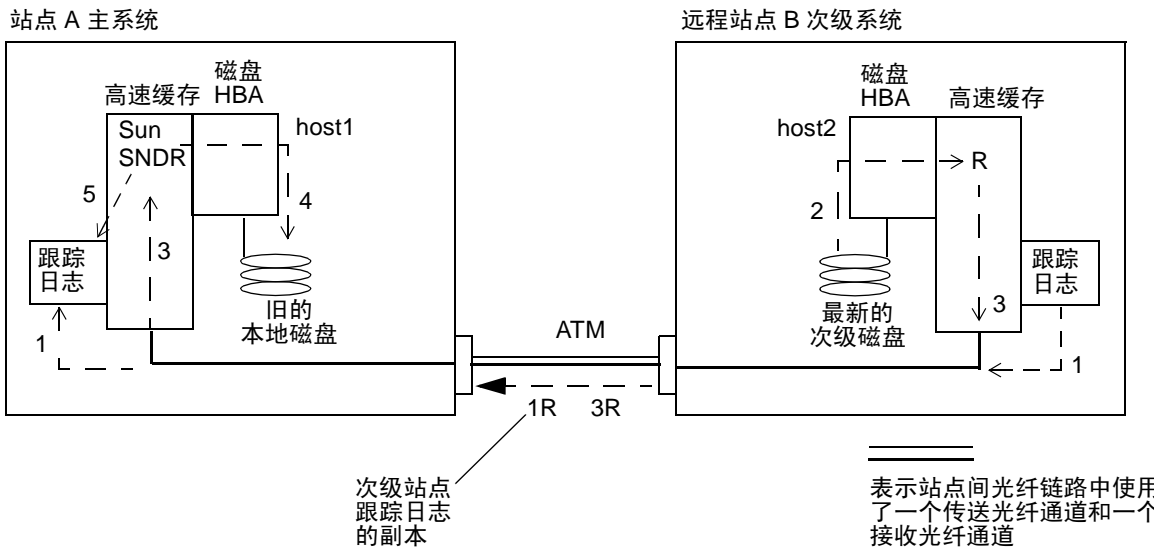 站点 A 主系统
远程站点 B 次级系统
磁盘
HBA
高速缓存
Sun
SNDR
host1
5
4
3
跟踪
日志
1
旧的
本地磁盘
磁盘
HBA
高速缓存
host2
R
2
跟踪
日志
3
最新的
次级磁盘
1
ATM
1R
3R
次级站点
跟踪日志
的副本
表示站点间光纤链路中使用
了一个传送光纤通道和一个
接收光纤通道